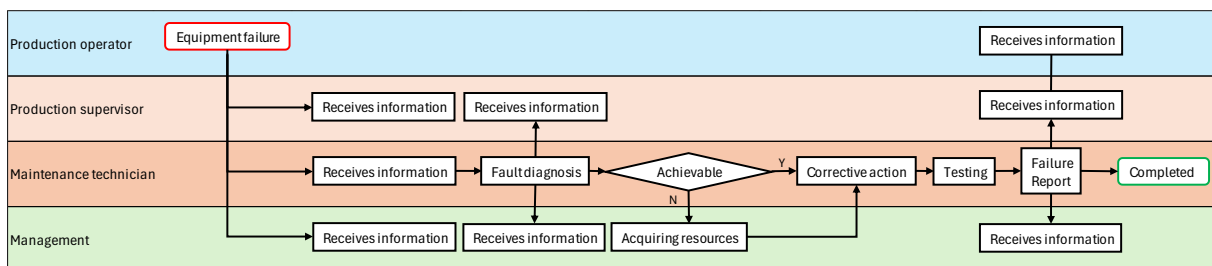 Production operator
Equipment failure
Receives information
Production supervisor
Receives information
Receives information
Receives information
Maintenance technician
Receives information
Fault diagnosis
Achievable
Y
N
Corrective action
Testing
Failure
Report
Completed
Management
Receives information
Receives information
Acquiring resources
Receives information